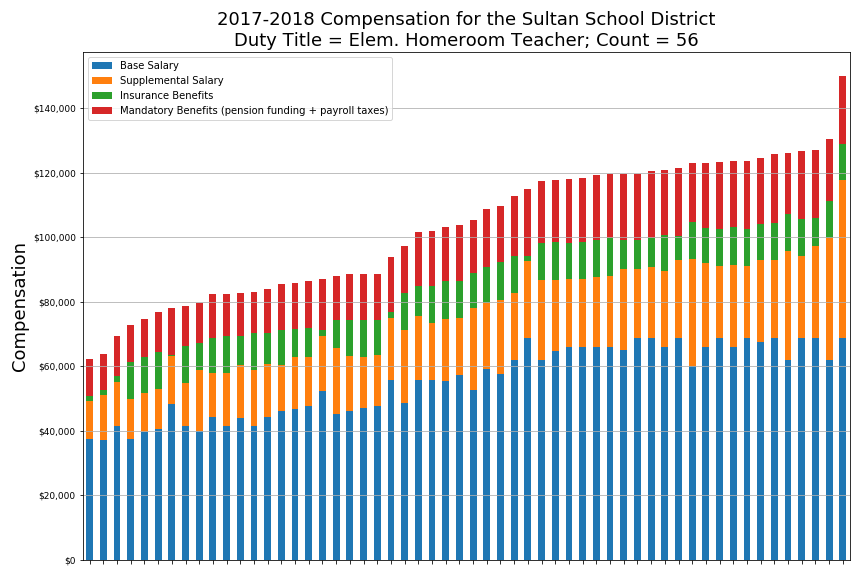 2017-2018 Compensation for the Sultan School District
Duty Title = Elem. Homeroom Teacher; Count = 56
Base Salary
Supplemental Salary
Insurance Benefits
Mandatory Benefits (pension funding + payroll taxes)
Compensation
$140,000
$120,000
$100,000
$80,000
$60,000
$40,000
$20,000
$0